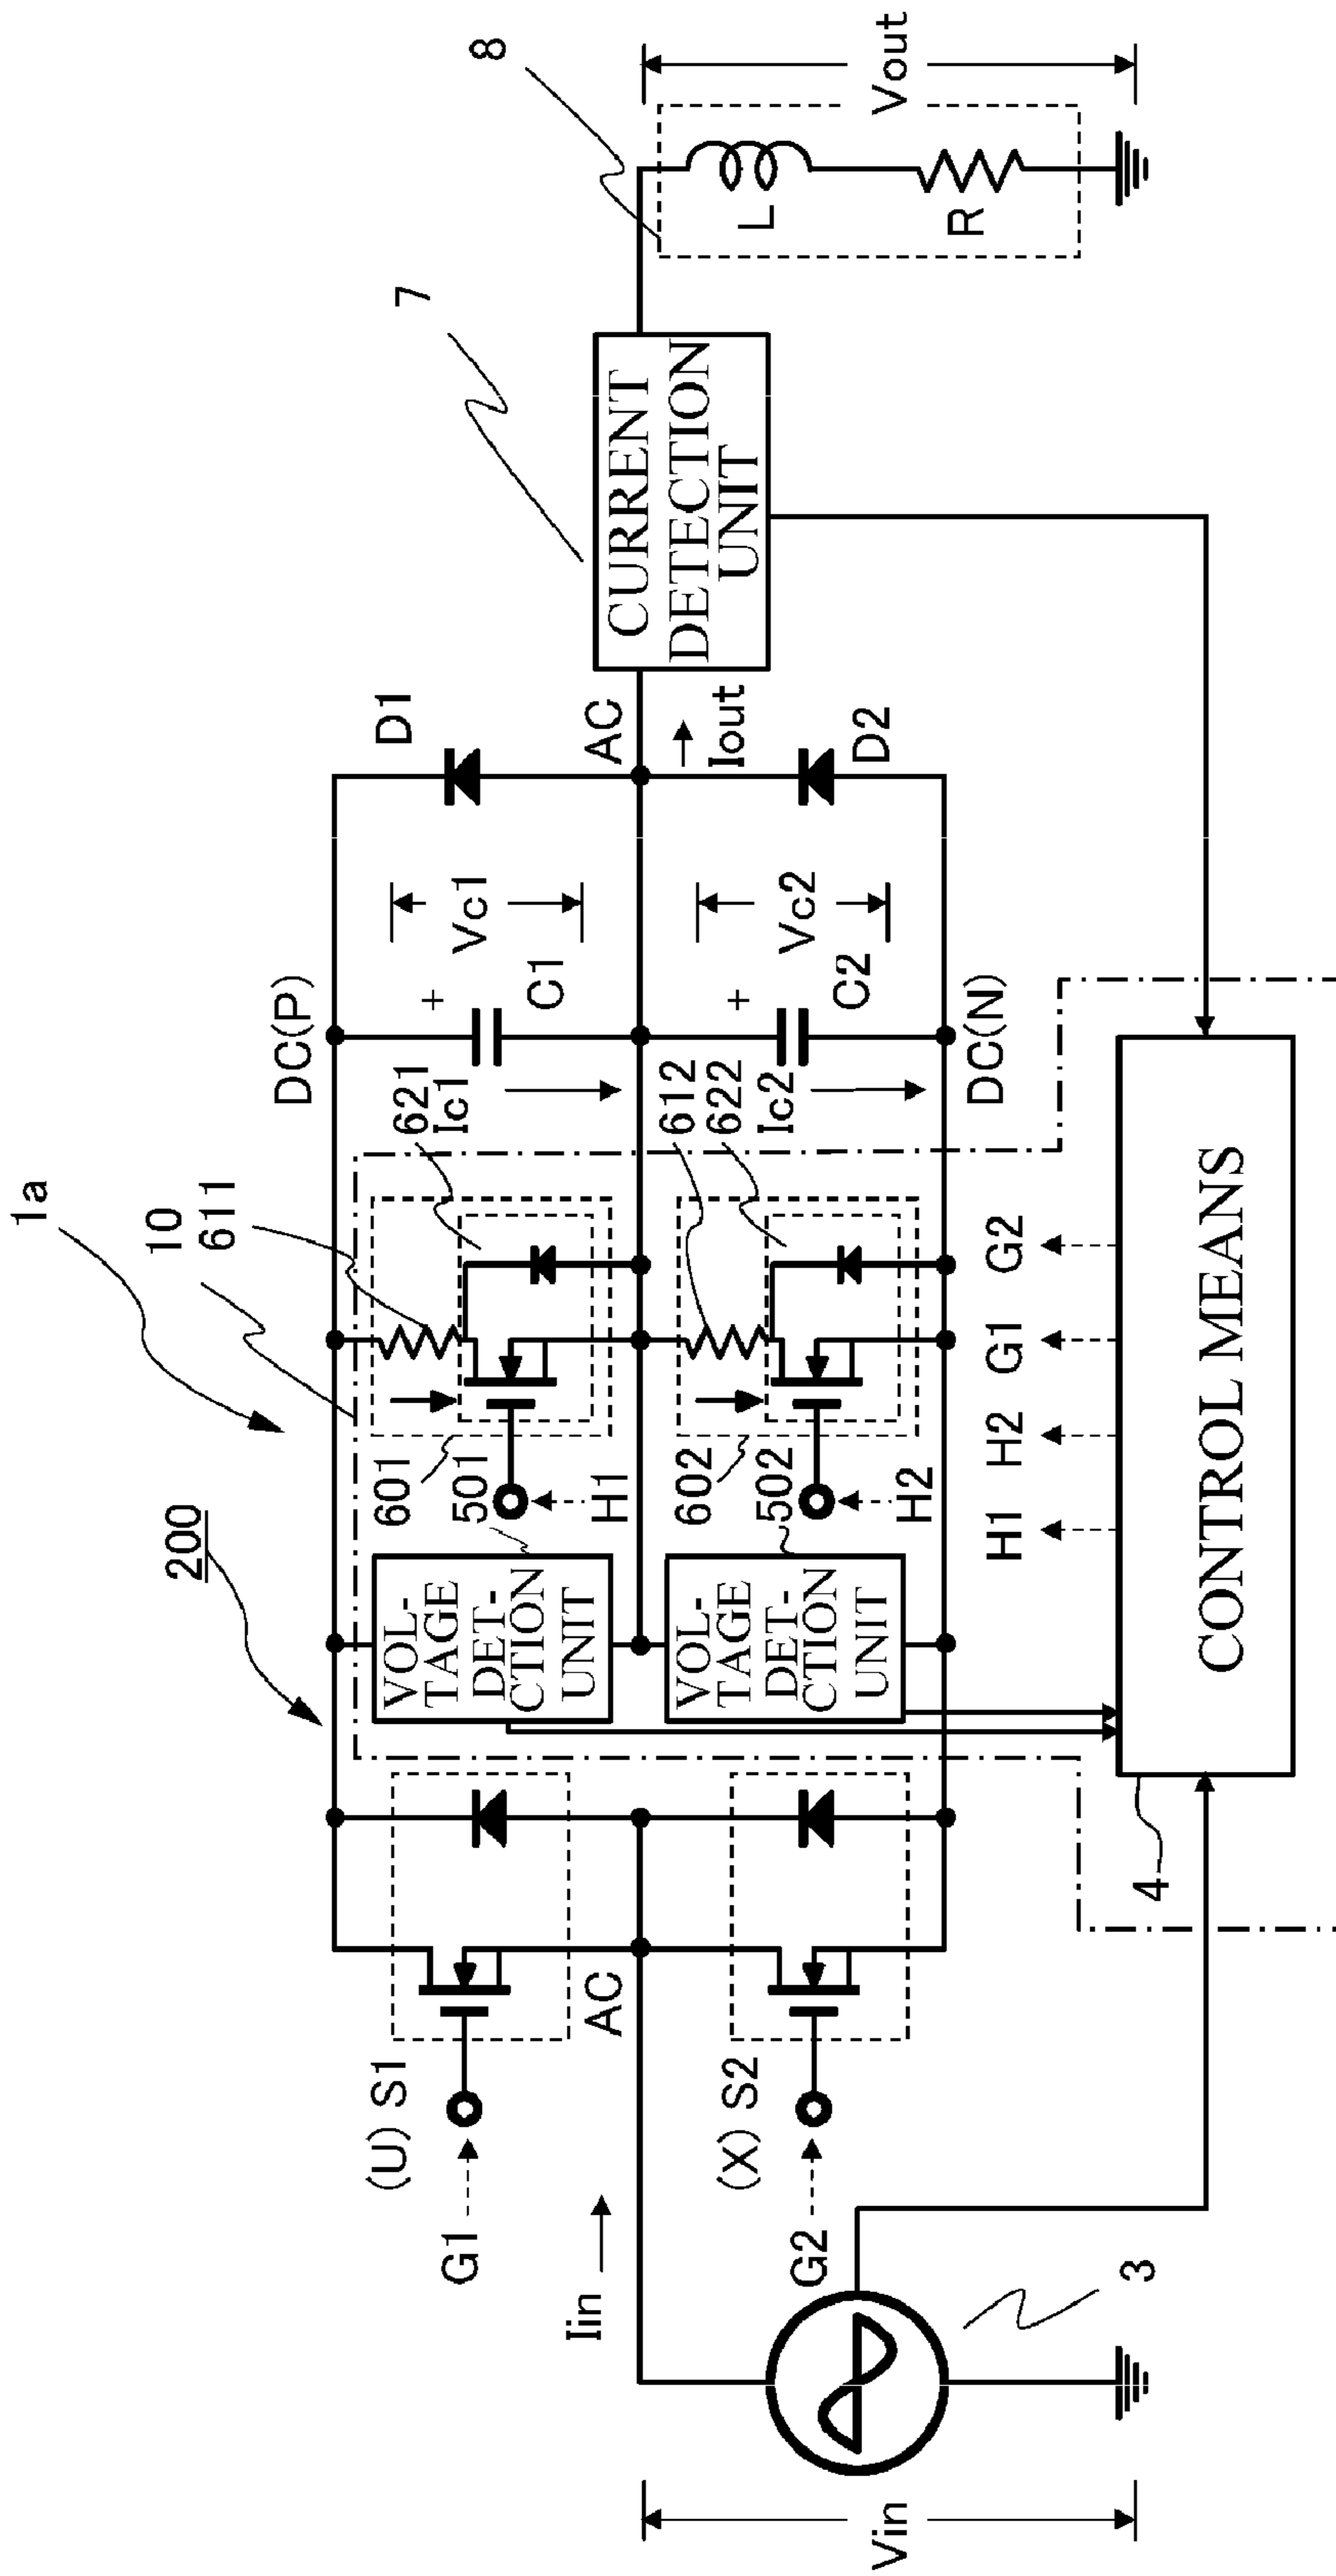 200
1a
10
611
DC(P)
D1
7
8
(U) S1
G1
VOL-
TAGE
DET-
CTION
UNIT
601
501
H1
621
Ic1
+
C1
Vc1
Iin
AC
AC
Iout
CURRENT
DETECTION
UNIT
L
R
Vout
(X) S2
G2
VOL-
TAGE
DET-
CTION
UNIT
602
502
H2
612
622
Ic2
+
C2
Vc2
D2
DC(N)
Vin
3
4
H1
H2
G1
G2
CONTROL MEANS